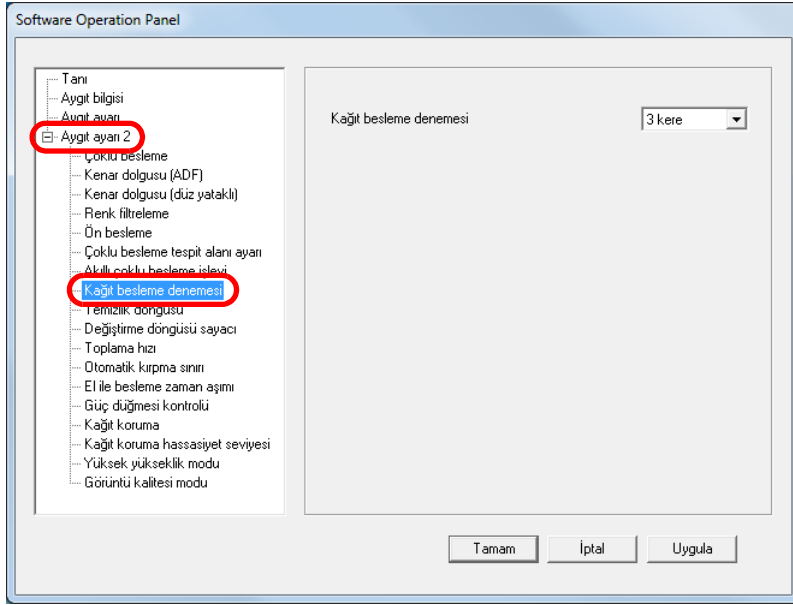 Software Operation Panel
Tanı
Aygıt bilgisi
Aygıt ayarı
Aygıt ayarı 2
Çoklu besleme
Kenar dolgusu (ADF)
Kenar dolgusu (düz yataklı)
Renk filtreleme
Ön besleme
Çoklu besleme tespit alanı ayarı
Akıllı çoklu besleme işlevi
Kağıt besleme denemesi
Temizlik döngüsü
Değiştirme döngüsü sayacı
Toplama hızı
Otomatik kırpma sınırı
El ile besleme zaman aşımı
Güç düğmesi kontrolü
Kağıt koruma
Kağıt koruma hassasiyet seviyesi
Yüksek yükseklik modu
Görüntü kalitesi modu
Kağıt besleme denemesi 3 kere
Tamam İptal Uygula